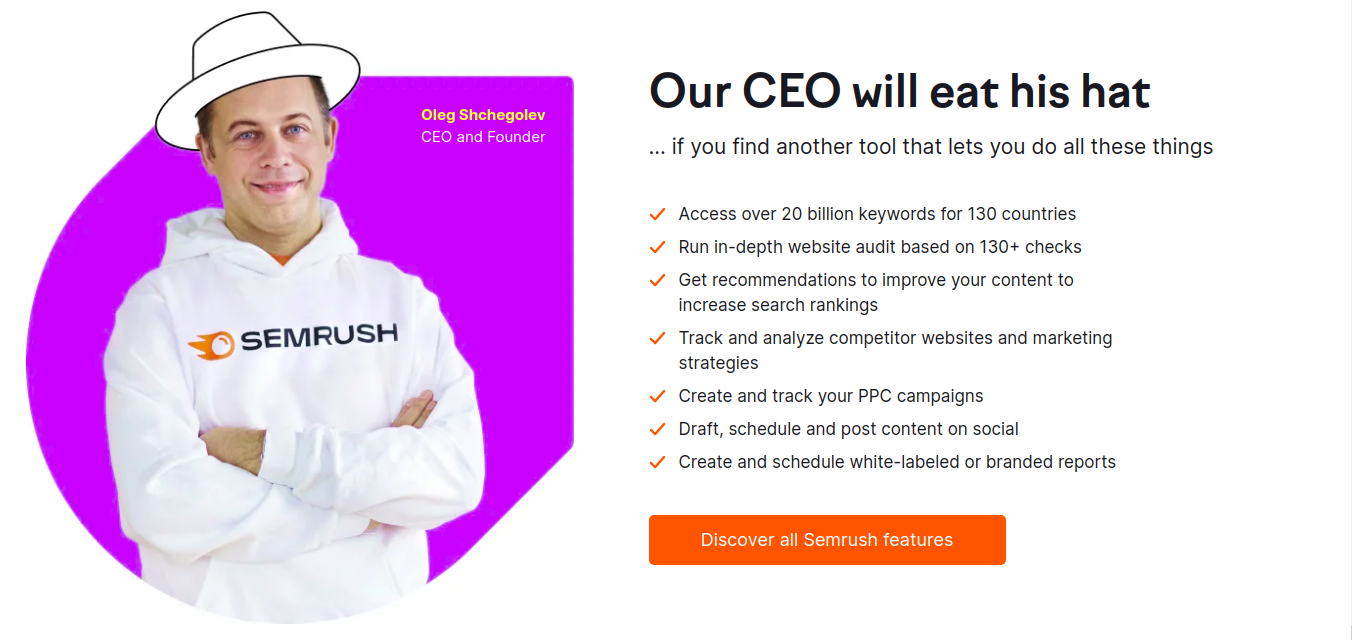 Oleg Shchegolev
CEO and Founder
SEMRUSH
Our CEO will eat his hat
... if you find another tool that lets you do all these things
Access over 20 billion keywords for 130 countries
Run in-depth website audit based on 130+ checks
Get recommendations to improve your content to
increase search rankings
Track and analyze competitor websites and marketing
strategies
Create and track your PPC campaigns
Draft, schedule and post content on social
Create and schedule white-labeled or branded reports
Discover all Semrush features